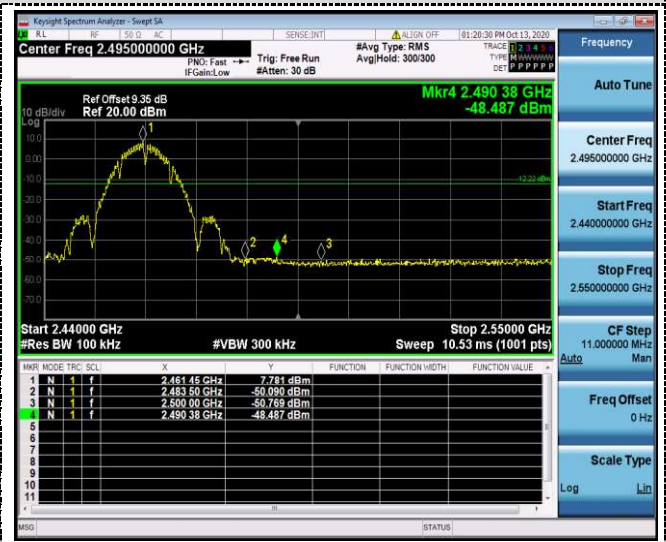 Keysight Spectrum Analyzer - Swept SA
RL RF 50 Ω AC SENSE:INT ALIGN OFF 01:20:30 PM Oct 13, 2020
Center Freq 2.495000000 GHz #Avg Type: RMS TRACE 1 2 3 4 5 6
PNO: Fast Trig: Free Run Avg|Hold: 300/300 TYPE M WWWWW
IFGain:Low #Atten: 30 dB DET P P P P P P
Mkr4 2.490 38 GHz
-48.487 dBm
Ref Offset 9.35 dB
10 dB/div Ref 20.00 dBm
Log
10.0
0.00
-10.0
-20.0
-30.0
-40.0
-50.0
-60.0
-70.0
1
-12.22 dBm
2
4
3
Start 2.44000 GHz Stop 2.55000 GHz
#Res BW 100 kHz #VBW 300 kHz Sweep 10.53 ms (1001 pts)
MKR MODE TRC SCL X Y FUNCTION FUNCTION WIDTH FUNCTION VALUE
1 N 1 f 2.461 45 GHz 7.781 dBm
2 N 1 f 2.483 50 GHz -50.090 dBm
3 N 1 f 2.500 00 GHz -50.769 dBm
4 N 1 f 2.490 38 GHz -48.487 dBm
5
6
7
8
9
10
11
MSG STATUS
Frequency
Auto Tune
Center Freq
2.495000000 GHz
Start Freq
2.440000000 GHz
Stop Freq
2.550000000 GHz
CF Step
11.000000 MHz
Auto Man
Freq Offset
0 Hz
Scale Type
Log Lin